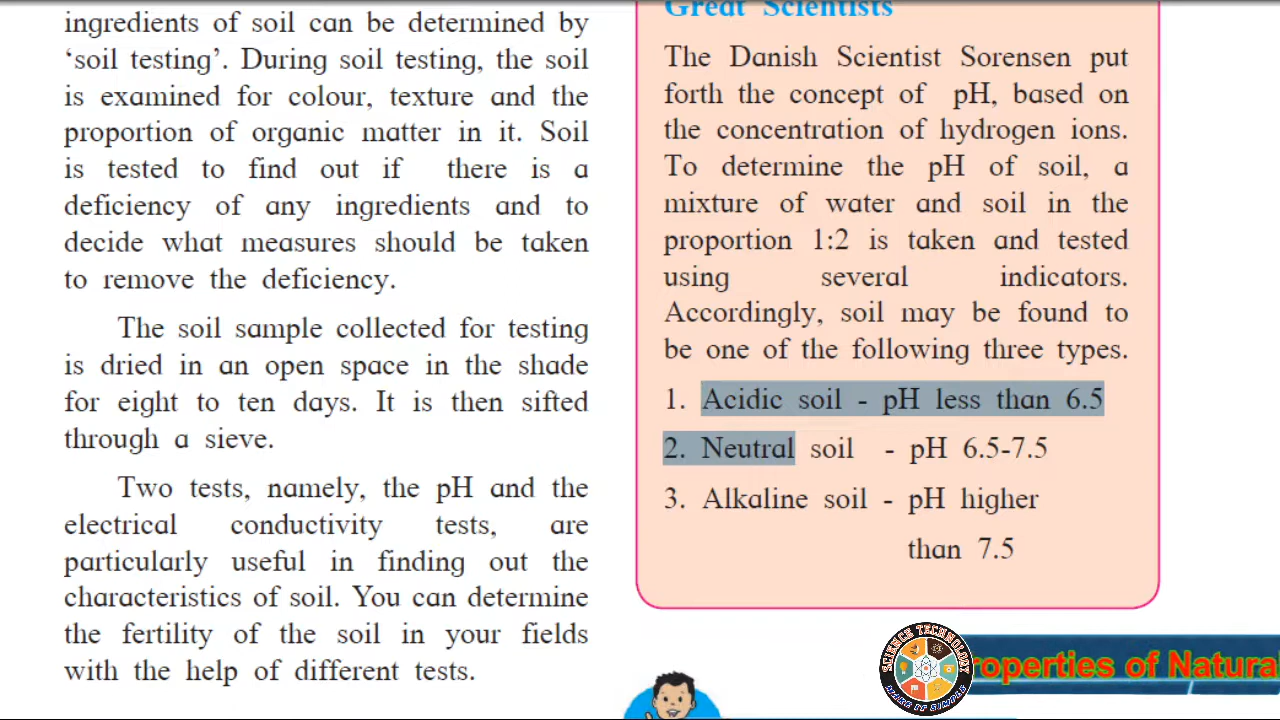 ingredients of soil can be determined by
‘soil testing’. During soil testing, the soil
is examined for colour, texture and the
proportion of organic matter in it. Soil
is tested to find out if there is a
deficiency of any ingredients and to
decide what measures should be taken
to remove the deficiency.
The soil sample collected for testing
is dried in an open space in the shade
for eight to ten days. It is then sifted
through a sieve.
Two tests, namely, the pH and the
electrical conductivity tests, are
particularly useful in finding out the
characteristics of soil. You can determine
the fertility of the soil in your fields
with the help of different tests.
Great Scientists
The Danish Scientist Sorensen put
forth the concept of pH, based on
the concentration of hydrogen ions.
To determine the pH of soil, a
mixture of water and soil in the
proportion 1:2 is taken and tested
using several indicators.
Accordingly, soil may be found to
be one of the following three types.
1. Acidic soil - pH less than 6.5
2. Neutral soil - pH 6.5-7.5
3. Alkaline soil - pH higher
than 7.5
SCIENCE TECHNOLOGY
MAKE IT SIMPLE
roperties of Natura